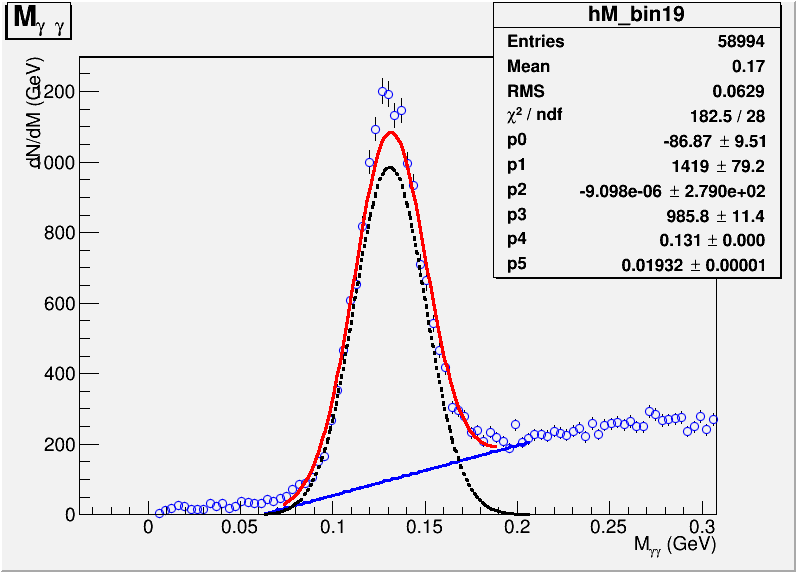 M γ γ
hM_bin19
Entries 58994
Mean 0.17
RMS 0.0629
χ² / ndf 182.5 / 28
p0 -86.87 ± 9.51
p1 1419 ± 79.2
p2 -9.098e-06 ± 2.790e+02
p3 985.8 ± 11.4
p4 0.131 ± 0.000
p5 0.01932 ± 0.00001
dN/dM (GeV)
1200
1000
800
600
400
200
0
0 0.05 0.1 0.15 0.2 0.25 0.3
Mγγ (GeV)